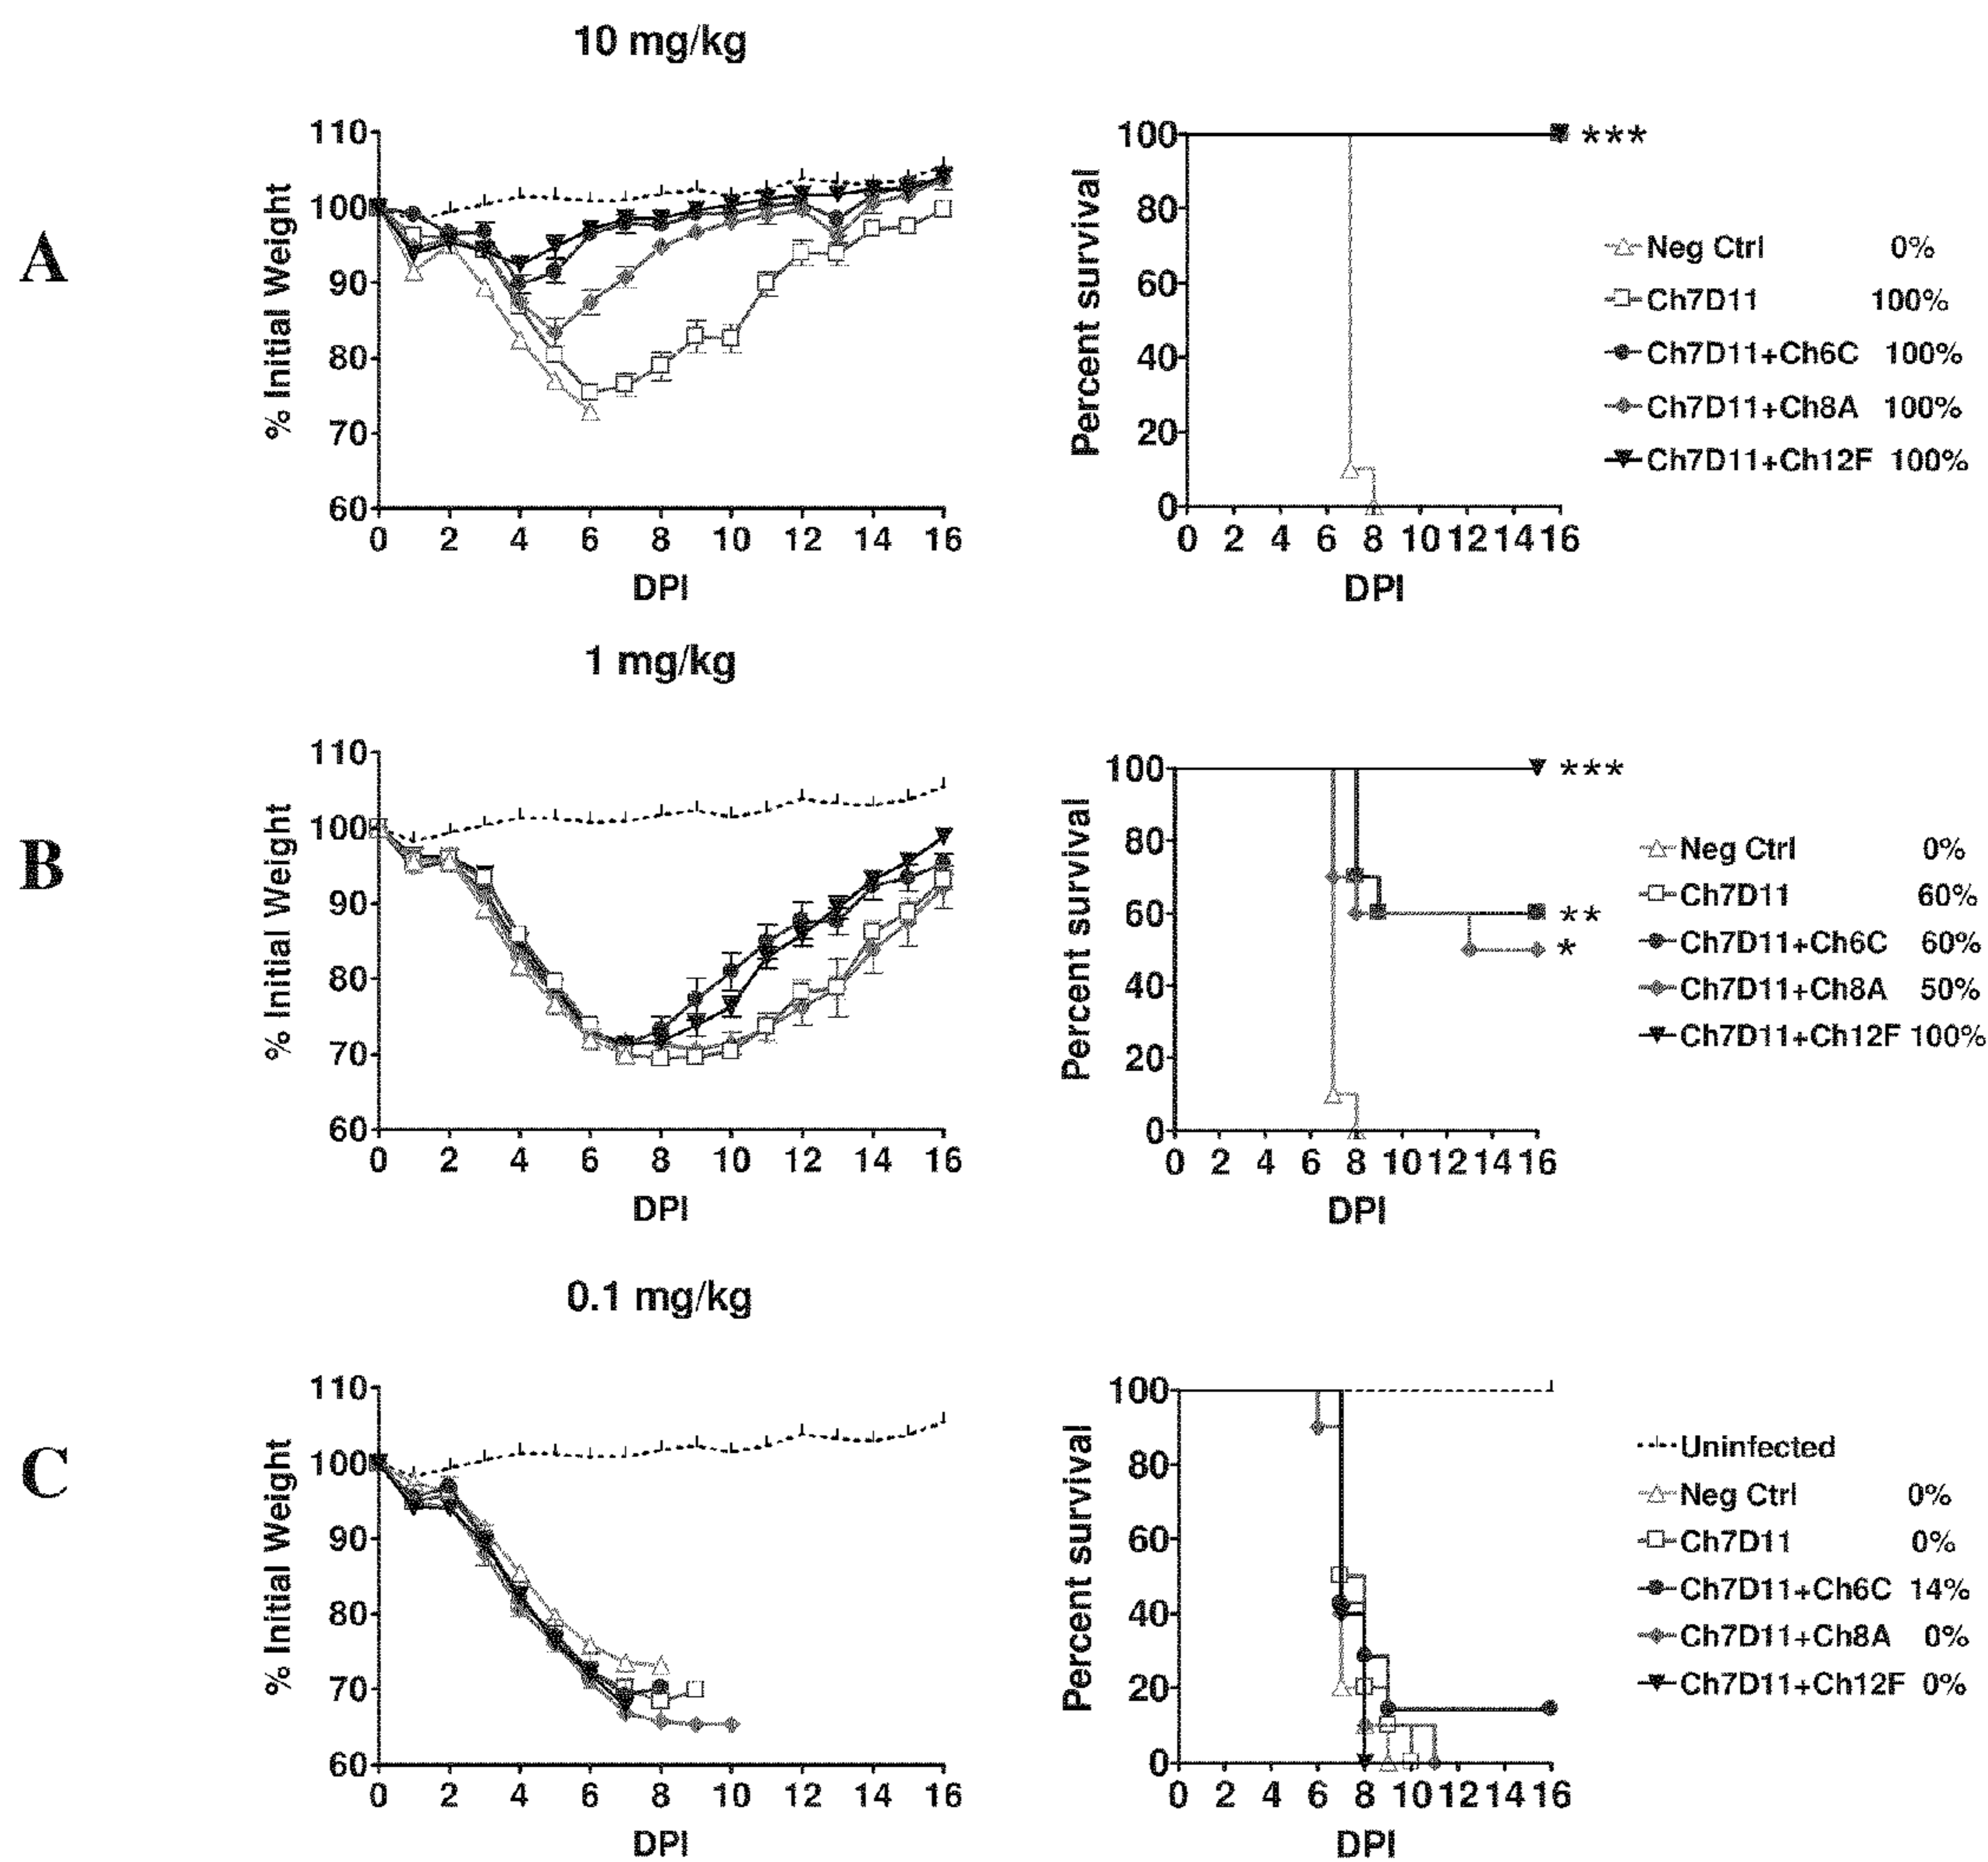 10 mg/kg
A
% Initial Weight
110
100
90
80
70
60
0 2 4 6 8 10 12 14 16
DPI
Percent survival
100
80
60
40
20
0
0 2 4 6 8 10 12 14 16
DPI
***
Neg Ctrl 0%
Ch7D11 100%
Ch7D11+Ch6C 100%
Ch7D11+Ch8A 100%
Ch7D11+Ch12F 100%
1 mg/kg
B
% Initial Weight
110
100
90
80
70
60
0 2 4 6 8 10 12 14 16
DPI
Percent survival
100
80
60
40
20
0
0 2 4 6 8 10 12 14 16
DPI
***
**
*
Neg Ctrl 0%
Ch7D11 60%
Ch7D11+Ch6C 60%
Ch7D11+Ch8A 50%
Ch7D11+Ch12F 100%
0.1 mg/kg
C
% Initial Weight
110
100
90
80
70
60
0 2 4 6 8 10 12 14 16
DPI
Percent survival
100
80
60
40
20
0
0 2 4 6 8 10 12 14 16
DPI
Uninfected
Neg Ctrl 0%
Ch7D11 0%
Ch7D11+Ch6C 14%
Ch7D11+Ch8A 0%
Ch7D11+Ch12F 0%